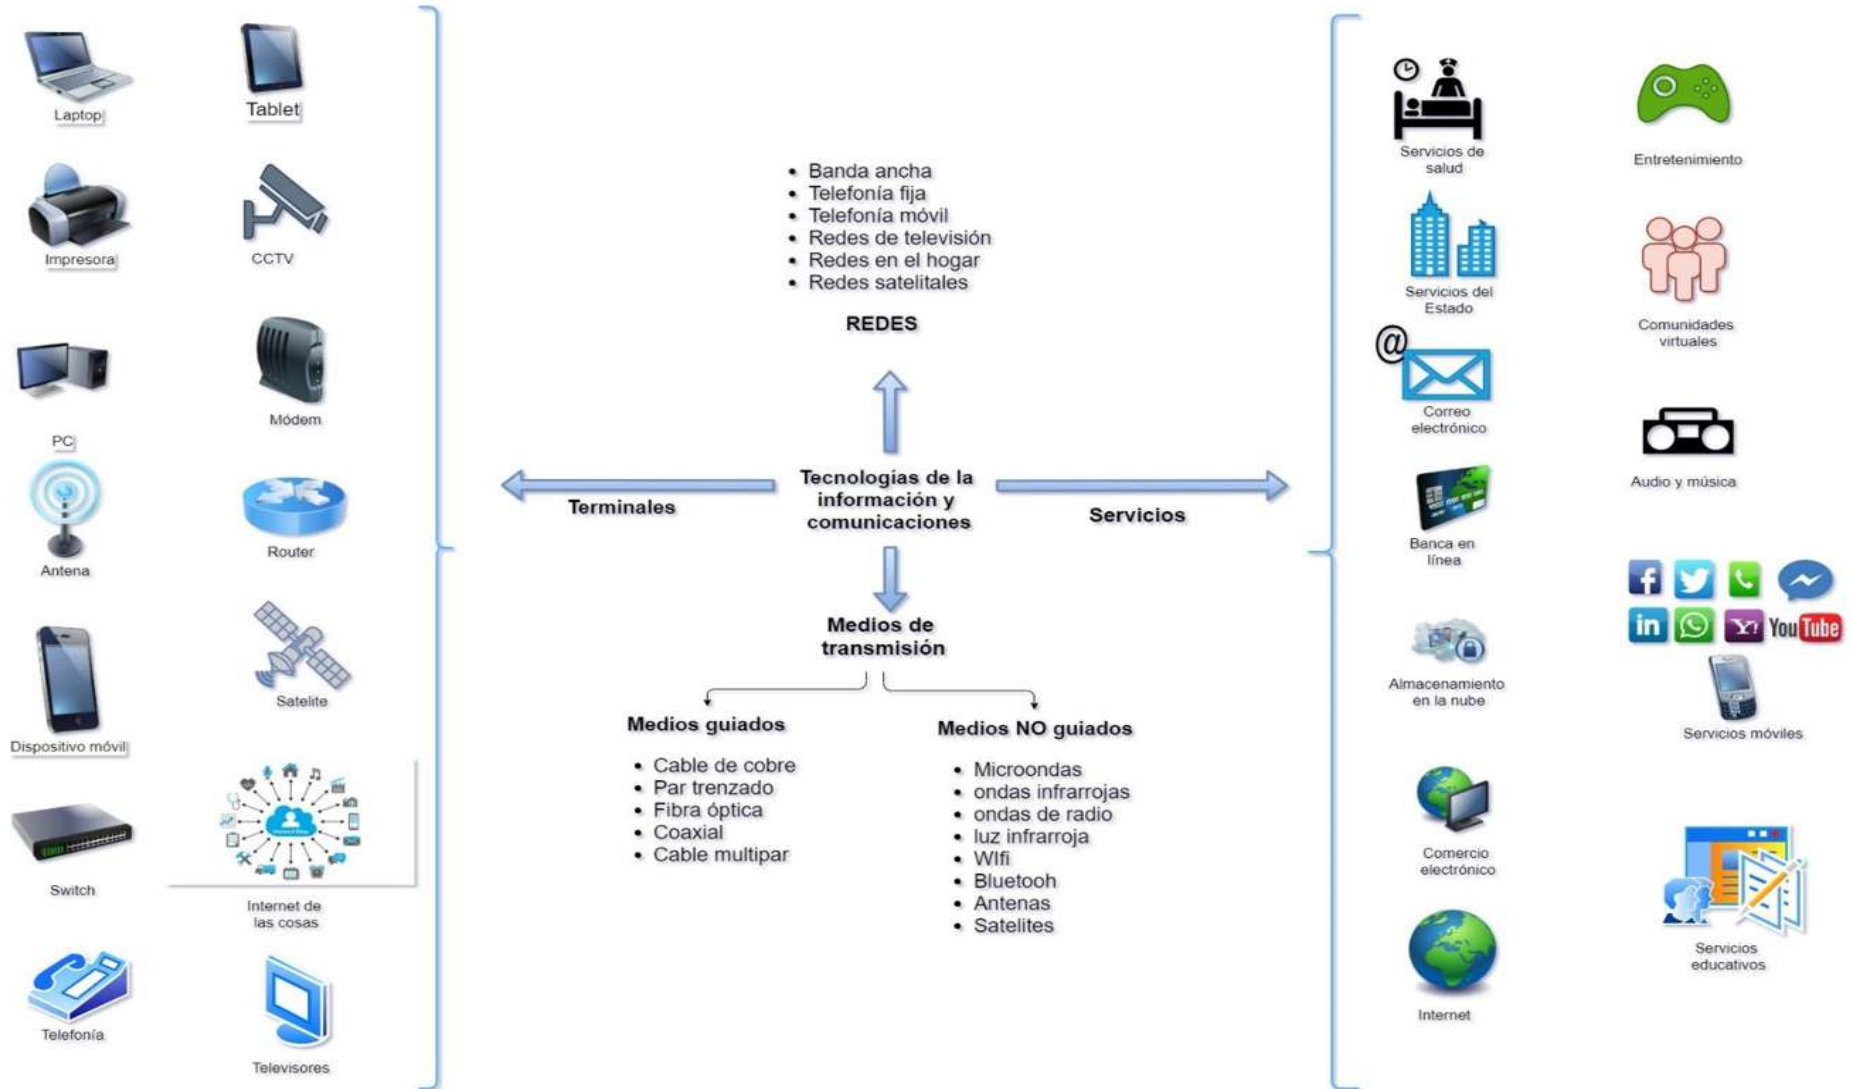 Laptop
Tablet
Impresora
CCTV
PC
Módem
Antena
Router
Dispositivo móvil
Satelite
Switch
Internet de
las cosas
Telefonía
Televisores
Banda ancha
Telefonía fija
Telefonía móvil
Redes de televisión
Redes en el hogar
Redes satelitales
REDES
Terminales
Tecnologías de la
información y
comunicaciones
Servicios
Medios de
transmisión
Medios guiados
Cable de cobre
Par trenzado
Fibra óptica
Coaxial
Cable multipar
Medios NO guiados
Microondas
ondas infrarrojas
ondas de radio
luz infrarroja
WIfi
Bluetooh
Antenas
Satelites
Servicios de
salud
Entretenimiento
Servicios del
Estado
Comunidades
virtuales
@
Correo
electrónico
Audio y música
Banca en
línea
f
in
Y!
YouTube
Almacenamiento
en la nube
Servicios móviles
Comercio
electrónico
Servicios
educativos
Internet